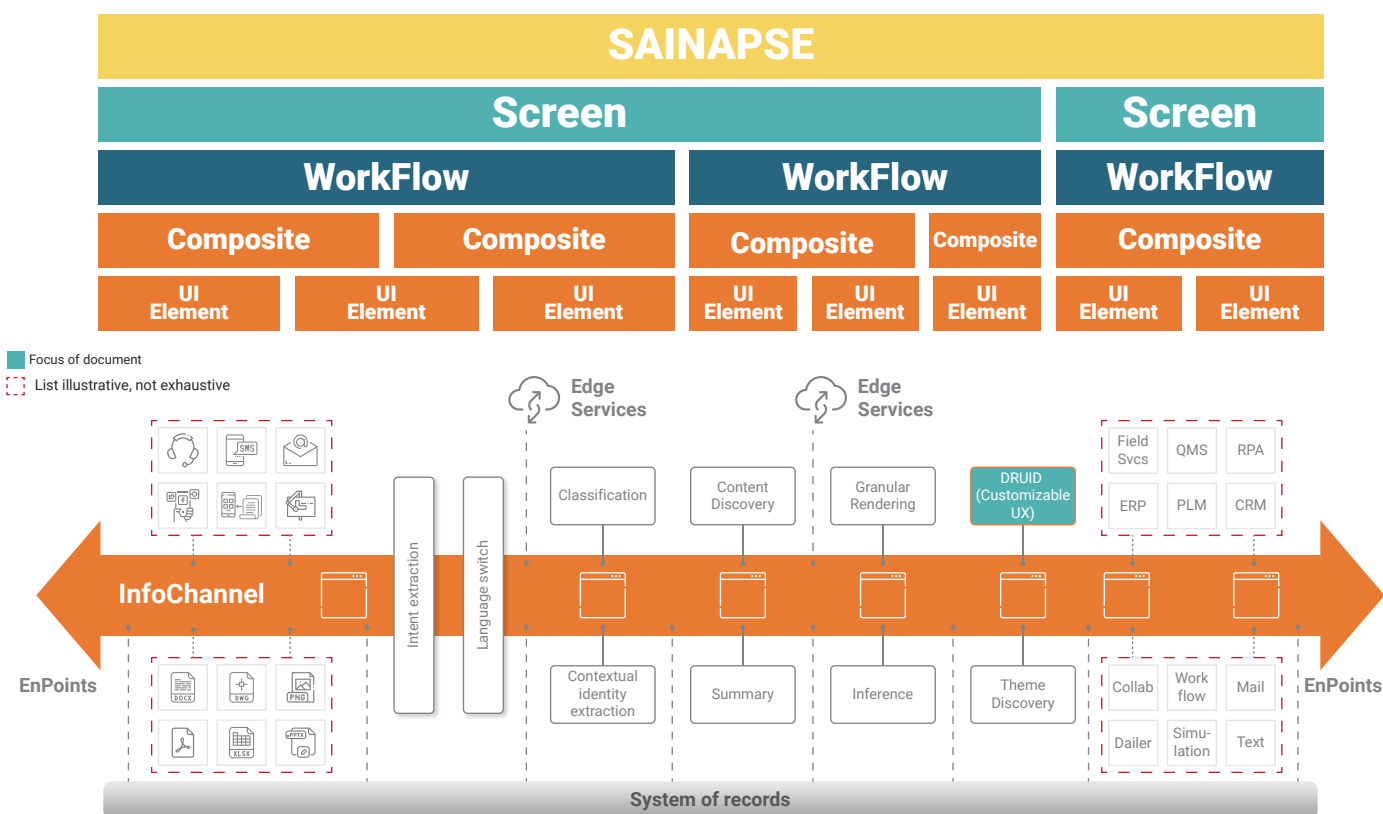 SAINAPSE
Screen
Screen
WorkFlow
WorkFlow
WorkFlow
Composite
Composite
Composite
Composite
Composite
UI
Element
UI
Element
UI
Element
UI
Element
UI
Element
UI
Element
UI
Element
UI
Element
Focus of document
List illustrative, not exhaustive
Edge
Services
Edge
Services
SMS
@
Classification
Content
Discovery
Granular
Rendering
DRUID
(Customizable
UX)
Field
Svcs
QMS
RPA
ERP
PLM
CRM
InfoChannel
Intent extraction
Language switch
EnPoints
DOCX
DWG
PNG
XLSX
PPTX
Contextual
identity
extraction
Summary
Inference
Theme
Discovery
Collab
Work
flow
Mail
Dailer
Simu-
lation
Text
EnPoints
System of records